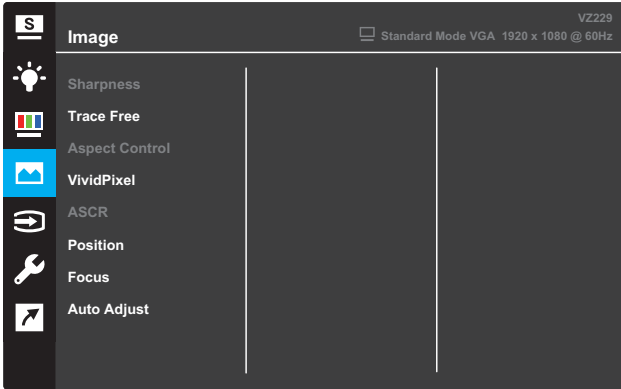 S
VZ229
Image
Standard Mode VGA 1920 x 1080 @ 60Hz
Sharpness
Trace Free
Aspect Control
VividPixel
ASCR
Position
Focus
Auto Adjust